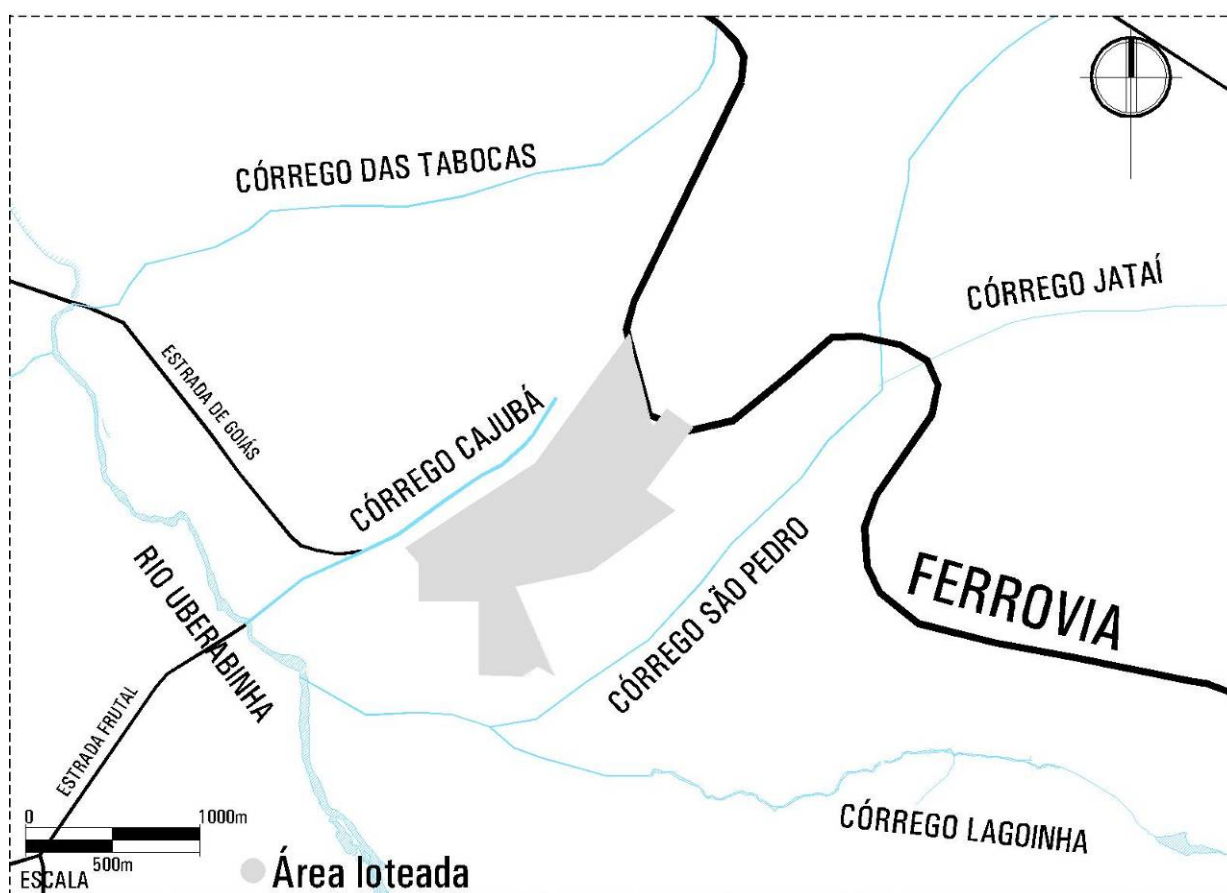 CÓRREGO DAS TABOCAS
CÓRREGO JATAÍ
ESTRADA DE GOIÁS
CÓRREGO CAJUBÁ
RIO UBERABINHA
CÓRREGO SÃO PEDRO
FERROVIA
ESTRADA FRUTAL
CÓRREGO LAGOINHA
0
1000m
500m
ESCALA
Área loteada